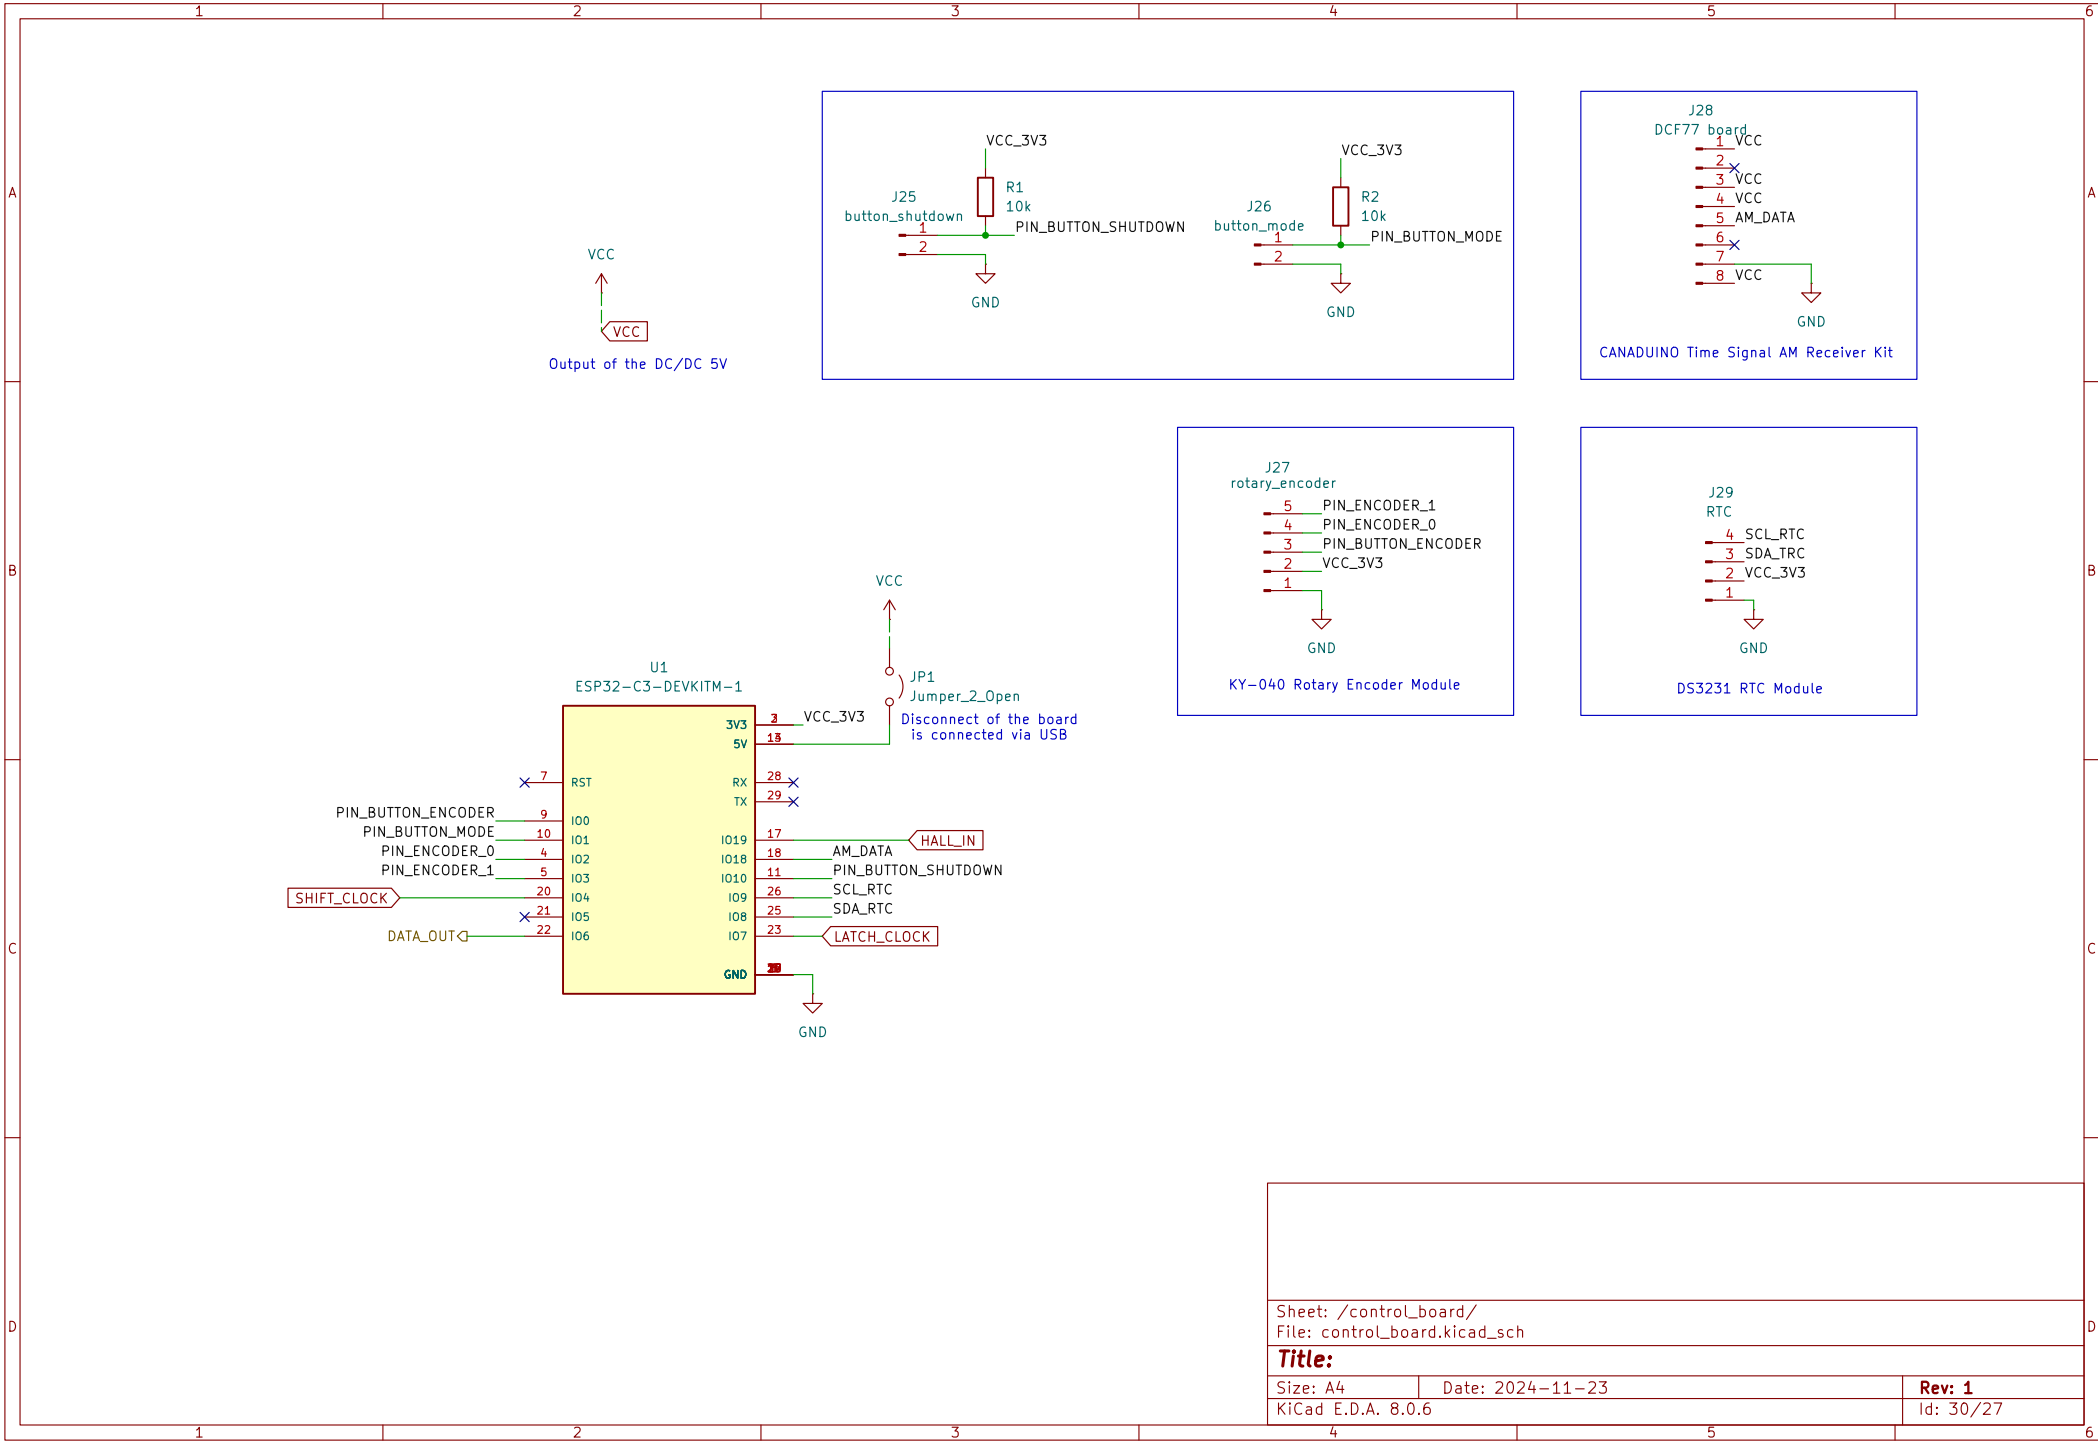 1 2 3 4 5 6
A
B
C
D
A
B
C
D
VCC
VCC
Output of the DC/DC 5V
VCC_3V3
R1
10k
J25
button_shutdown
1
PIN_BUTTON_SHUTDOWN
2
GND
VCC_3V3
R2
10k
J26
button_mode
1
PIN_BUTTON_MODE
2
GND
J28
DCF77 board
1 VCC
2
3 VCC
4 VCC
5 AM_DATA
6
7
8 VCC
GND
CANADUINO Time Signal AM Receiver Kit
J27
rotary_encoder
5 PIN_ENCODER_1
4 PIN_ENCODER_0
3 PIN_BUTTON_ENCODER
2 VCC_3V3
1
GND
KY-040 Rotary Encoder Module
J29
RTC
4 SCL_RTC
3 SDA_TRC
2 VCC_3V3
1
GND
DS3231 RTC Module
VCC
JP1
Jumper_2_Open
Disconnect of the board
is connected via USB
U1
ESP32-C3-DEVKITM-1
3V3 VCC_3V3
5V
7 RST
RX 28
TX 29
PIN_BUTTON_ENCODER 9 IO0
PIN_BUTTON_MODE 10 IO1
PIN_ENCODER_0 4 IO2
PIN_ENCODER_1 5 IO3
SHIFT_CLOCK 20 IO4
21 IO5
DATA_OUT 22 IO6
IO19 17 HALL_IN
IO18 18 AM_DATA
IO10 11 PIN_BUTTON_SHUTDOWN
IO9 26 SCL_RTC
IO8 25 SDA_RTC
IO7 23 LATCH_CLOCK
GND
GND
Sheet: /control_board/
File: control_board.kicad_sch
Title:
Size: A4 Date: 2024-11-23 Rev: 1
KiCad E.D.A. 8.0.6 Id: 30/27
1 2 3 4 5 6